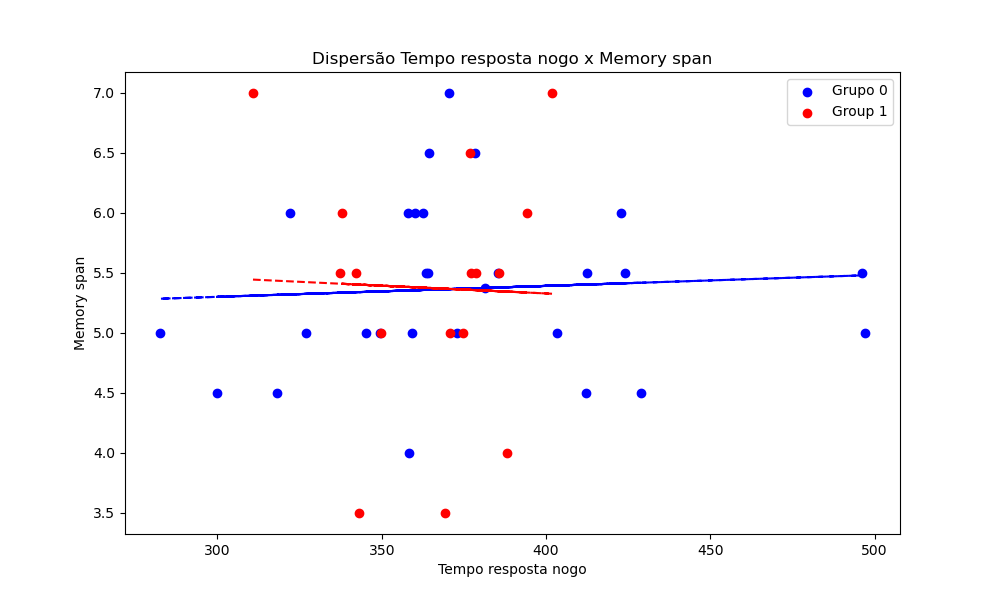 Dispersão Tempo resposta nogo x Memory span
Grupo 0
Group 1
7.0
6.5
6.0
5.5
5.0
4.5
4.0
3.5
Memory span
300
350
400
450
500
Tempo resposta nogo